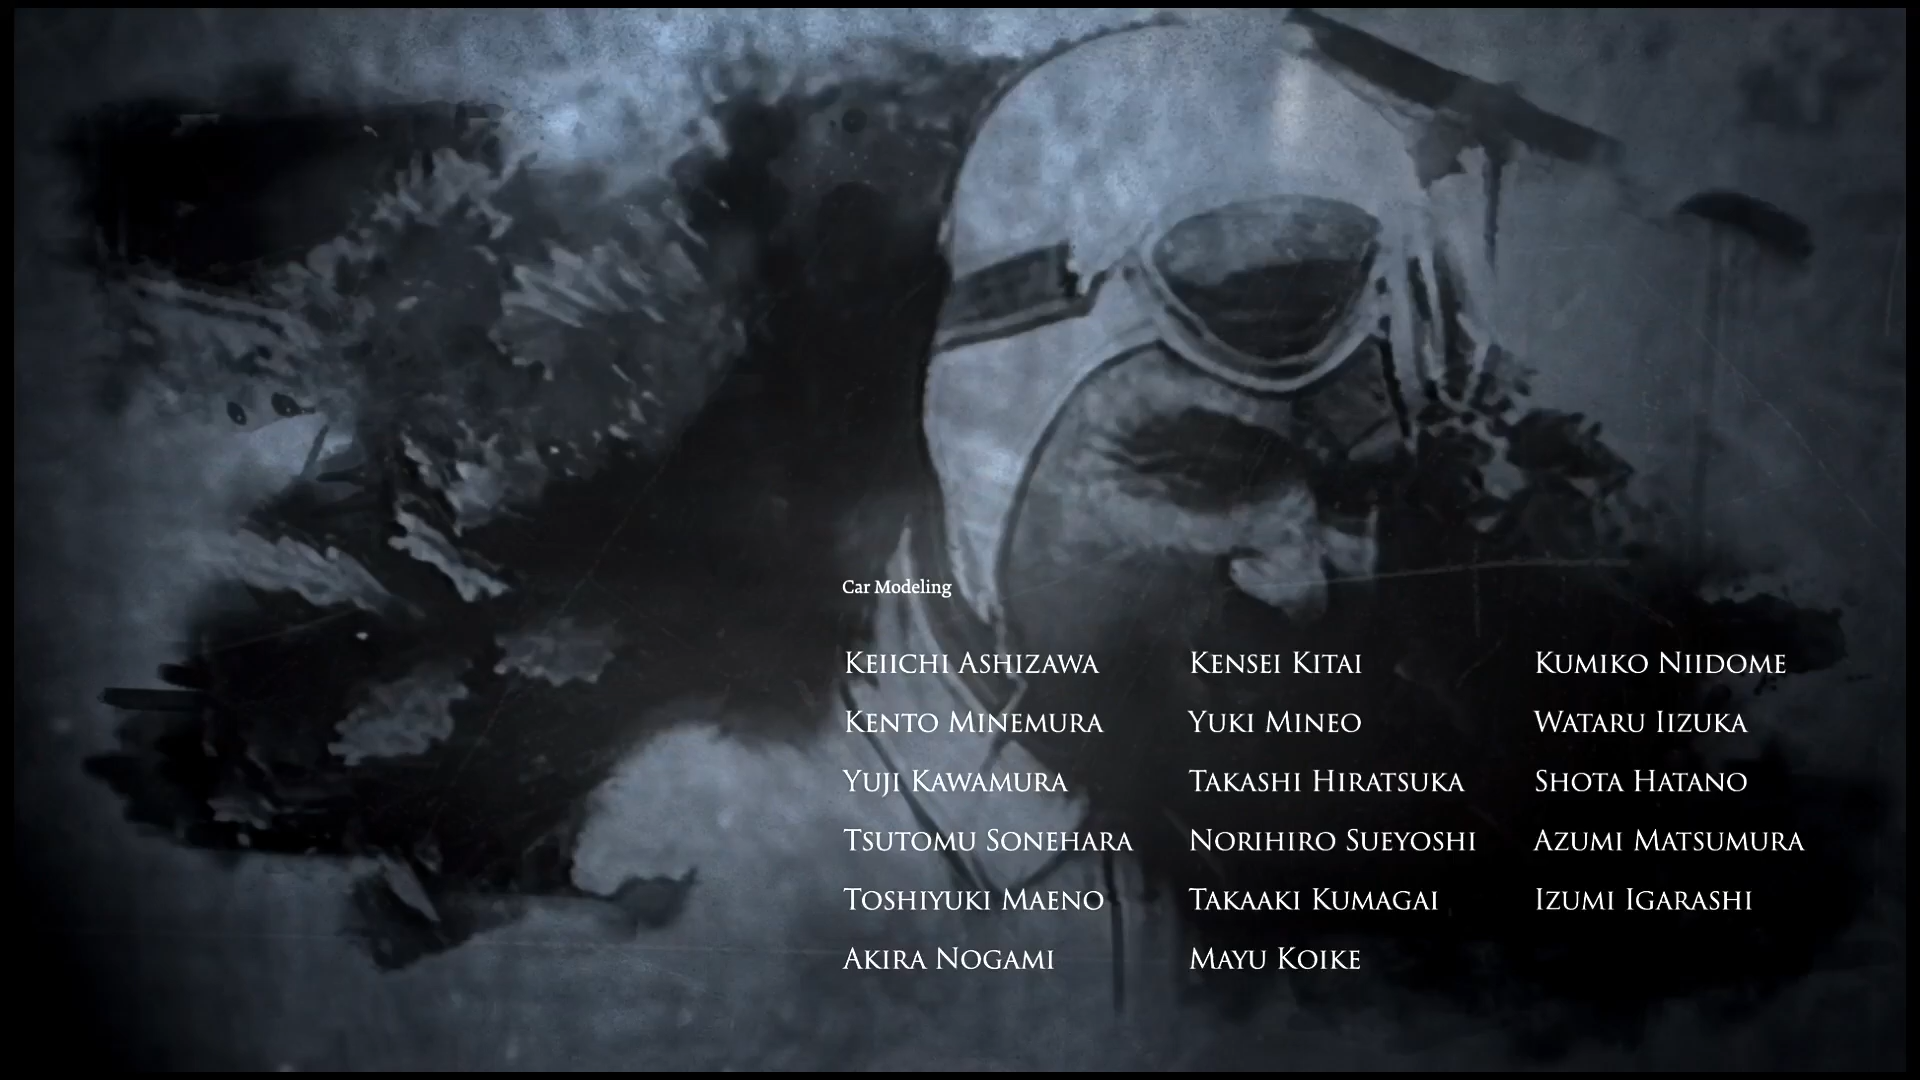 Car Modeling
KEIICHI ASHIZAWA KENSEI KITAI KUMIKO NIIDOME
KENTO MINEMURA YUKI MINEO WATARU IIZUKA
YUJI KAWAMURA TAKASHI HIRATSUKA SHOTA HATANO
TSUTOMU SONEHARA NORIHIRO SUEYOSHI AZUMI MATSUMURA
TOSHIYUKI MAENO TAKAAKI KUMAGAI IZUMI IGARASHI
AKIRA NOGAMI MAYU KOIKE